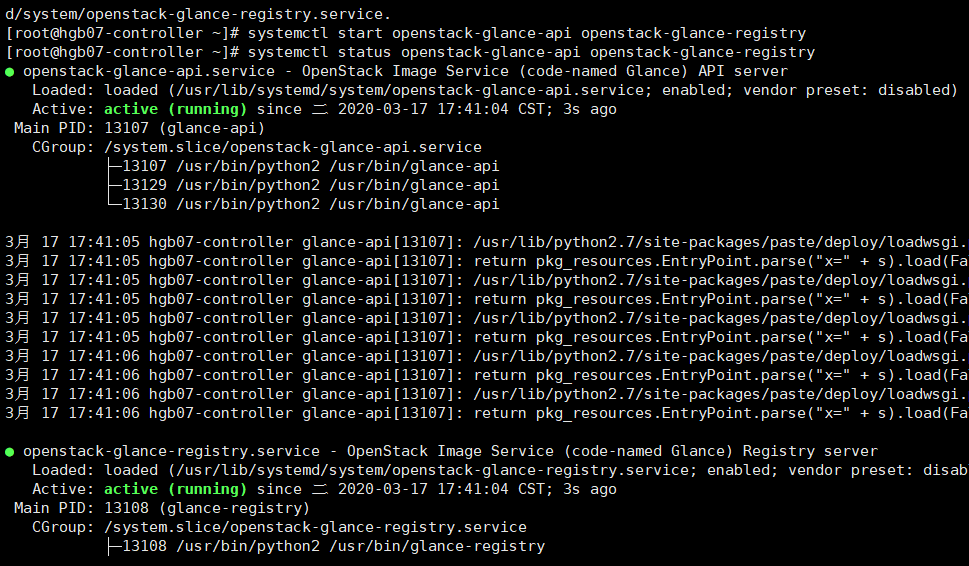 d/system/openstack-glance-registry.service.
[root@hgb07-controller ~]# systemctl start openstack-glance-api openstack-glance-registry
[root@hgb07-controller ~]# systemctl status openstack-glance-api openstack-glance-registry
● openstack-glance-api.service - OpenStack Image Service (code-named Glance) API server
Loaded: loaded (/usr/lib/systemd/system/openstack-glance-api.service; enabled; vendor preset: disabled)
Active: active (running) since 二 2020-03-17 17:41:04 CST; 3s ago
Main PID: 13107 (glance-api)
CGroup: /system.slice/openstack-glance-api.service
├─13107 /usr/bin/python2 /usr/bin/glance-api
├─13129 /usr/bin/python2 /usr/bin/glance-api
└─13130 /usr/bin/python2 /usr/bin/glance-api
3月 17 17:41:05 hgb07-controller glance-api[13107]: /usr/lib/python2.7/site-packages/paste/deploy/loadwsgi.
3月 17 17:41:05 hgb07-controller glance-api[13107]: return pkg_resources.EntryPoint.parse("x=" + s).load(Fa
3月 17 17:41:05 hgb07-controller glance-api[13107]: /usr/lib/python2.7/site-packages/paste/deploy/loadwsgi.
3月 17 17:41:05 hgb07-controller glance-api[13107]: return pkg_resources.EntryPoint.parse("x=" + s).load(Fa
3月 17 17:41:05 hgb07-controller glance-api[13107]: /usr/lib/python2.7/site-packages/paste/deploy/loadwsgi.
3月 17 17:41:05 hgb07-controller glance-api[13107]: return pkg_resources.EntryPoint.parse("x=" + s).load(Fa
3月 17 17:41:06 hgb07-controller glance-api[13107]: /usr/lib/python2.7/site-packages/paste/deploy/loadwsgi.
3月 17 17:41:06 hgb07-controller glance-api[13107]: return pkg_resources.EntryPoint.parse("x=" + s).load(Fa
3月 17 17:41:06 hgb07-controller glance-api[13107]: /usr/lib/python2.7/site-packages/paste/deploy/loadwsgi.
3月 17 17:41:06 hgb07-controller glance-api[13107]: return pkg_resources.EntryPoint.parse("x=" + s).load(Fa
● openstack-glance-registry.service - OpenStack Image Service (code-named Glance) Registry server
Loaded: loaded (/usr/lib/systemd/system/openstack-glance-registry.service; enabled; vendor preset: disab
Active: active (running) since 二 2020-03-17 17:41:04 CST; 3s ago
Main PID: 13108 (glance-registry)
CGroup: /system.slice/openstack-glance-registry.service
├─13108 /usr/bin/python2 /usr/bin/glance-registry